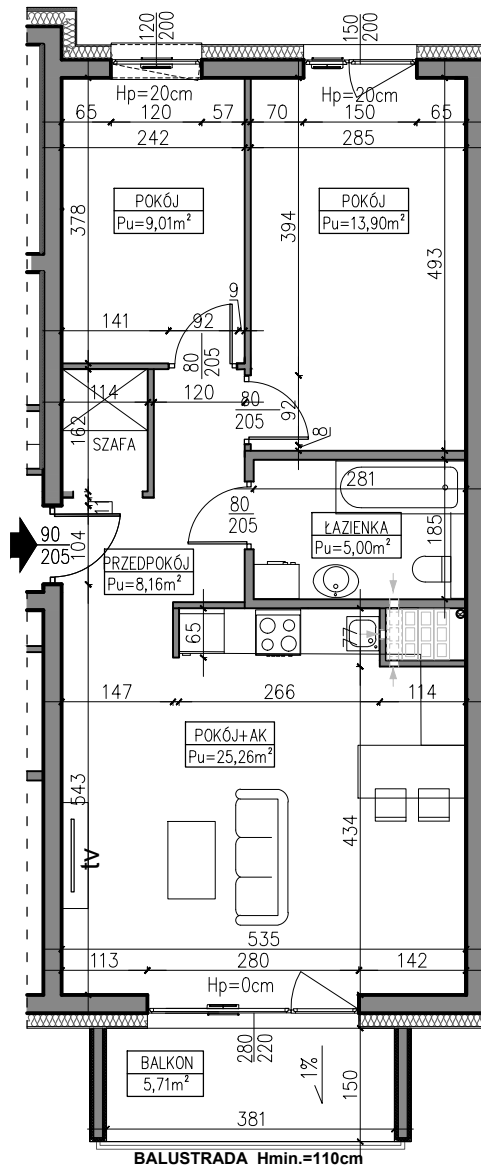 120
200
150
200
Hp=20cm
Hp=20cm
65
120
57
70
150
65
242
285
POKÓJ
Pu=9,01m²
POKÓJ
Pu=13,90m²
378
394
493
9
141
92
80
205
114
120
80
205
92
8
162
SZAFA
281
80
205
ŁAZIENKA
Pu=5,00m²
185
11
90
205
104
PRZEDPOKÓJ
Pu=8,16m²
65
77
147
266
114
POKÓJ+AK
Pu=25,26m²
543
434
tv
535
113
280
142
Hp=0cm
280
220
BALKON
5,71m²
1%
150
381
BALUSTRADA Hmin.=110cm